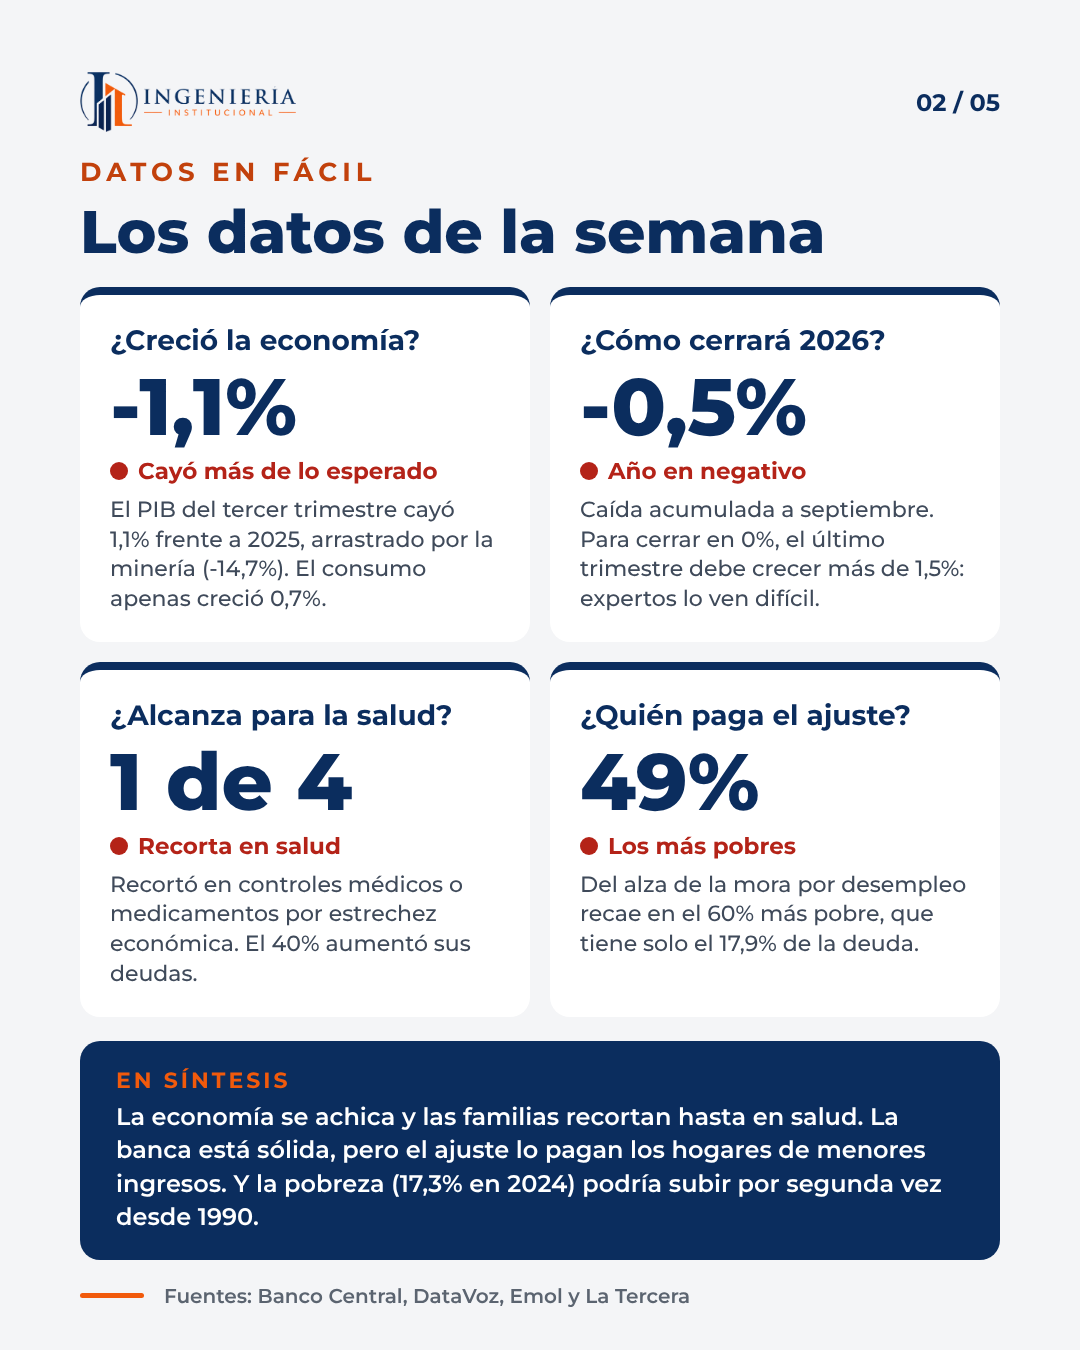 INGENIERIA
INSTITUCIONAL
02 / 05
DATOS EN FÁCIL
Los datos de la semana
¿Creció la economía?
-1,1%
Cayó más de lo esperado
El PIB del tercer trimestre cayó
1,1% frente a 2025, arrastrado por la
minería (-14,7%). El consumo
apenas creció 0,7%.
¿Cómo cerrará 2026?
-0,5%
Año en negativo
Caída acumulada a septiembre.
Para cerrar en 0%, el último
trimestre debe crecer más de 1,5%:
expertos lo ven difícil.
¿Alcanza para la salud?
1 de 4
Recorta en salud
Recortó en controles médicos o
medicamentos por estrechez
económica. El 40% aumentó sus
deudas.
¿Quién paga el ajuste?
49%
Los más pobres
Del alza de la mora por desempleo
recae en el 60% más pobre, que
tiene solo el 17,9% de la deuda.
EN SÍNTESIS
La economía se achica y las familias recortan hasta en salud. La
banca está sólida, pero el ajuste lo pagan los hogares de menores
ingresos. Y la pobreza (17,3% en 2024) podría subir por segunda vez
desde 1990.
Fuentes: Banco Central, DataVoz, Emol y La Tercera